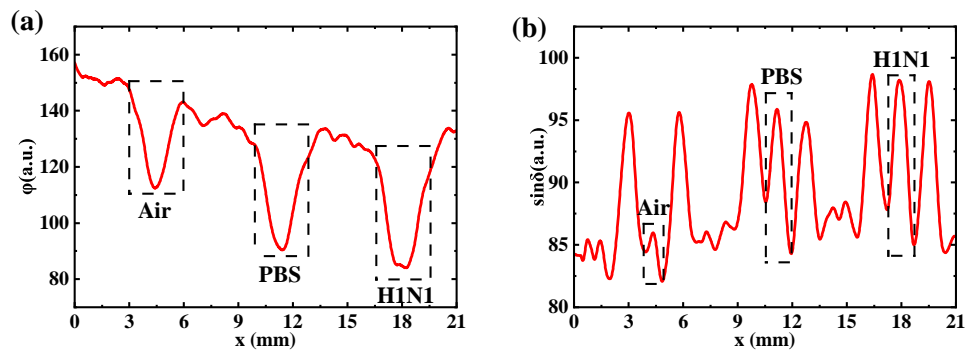 (a)
φ(a.u.)
160
140
120
100
80
Air
PBS
H1N1
0 3 6 9 12 15 18 21
x (mm)
(b)
sinδ(a.u.)
100
95
90
85
80
Air
PBS
H1N1
0 3 6 9 12 15 18 21
x (mm)